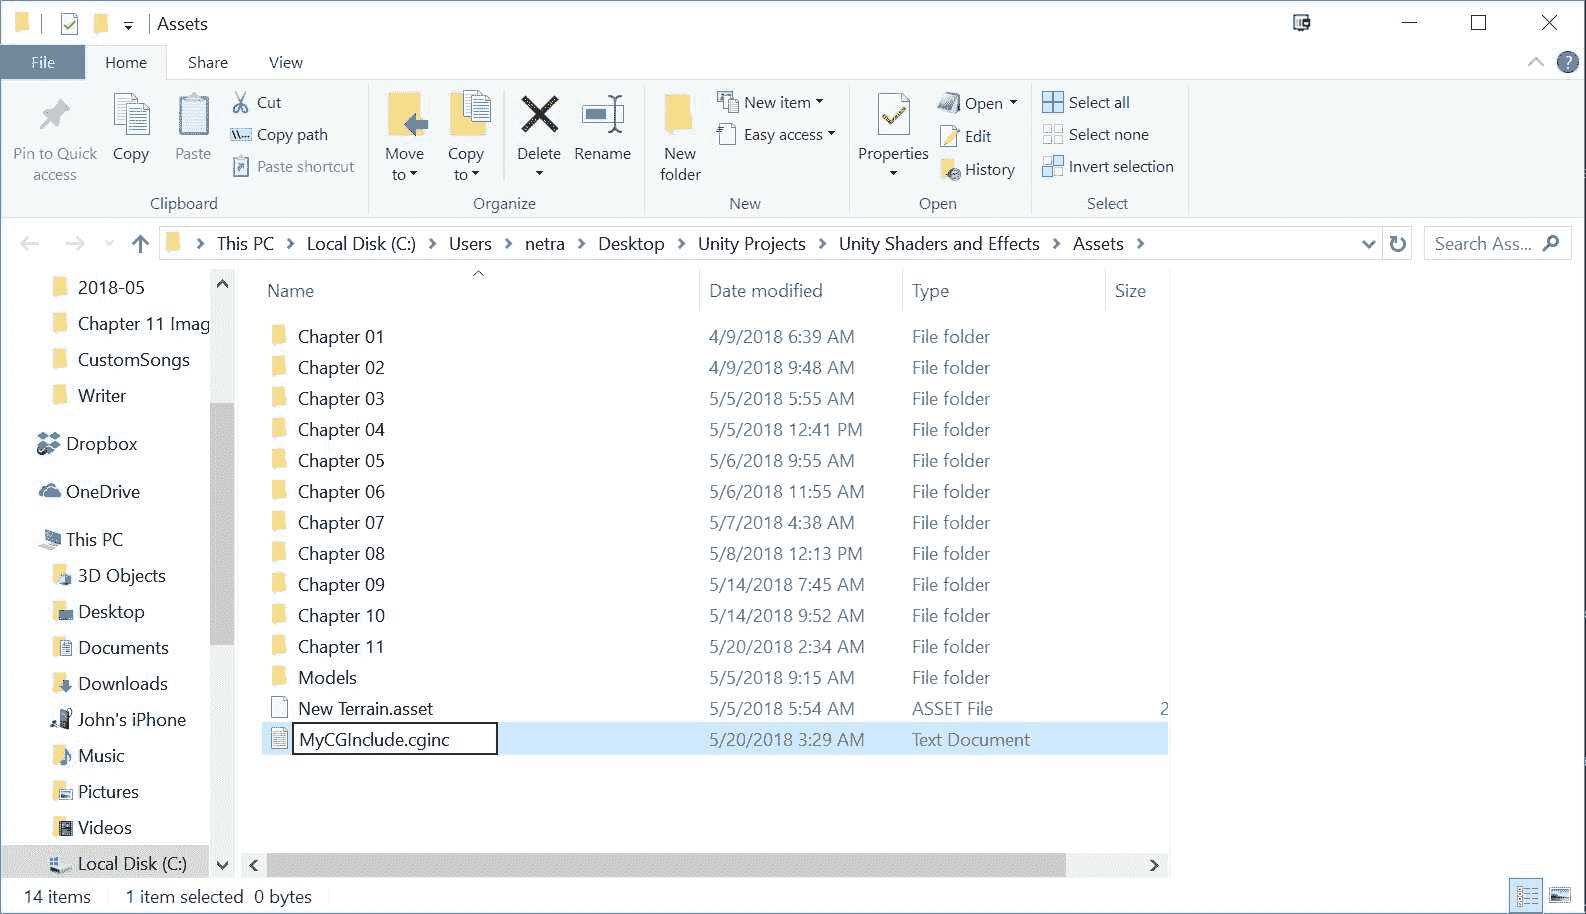 Assets
File Home Share View
Pin to Quick access
Copy
Paste
Cut
Copy path
Paste shortcut
Clipboard
Move to
Copy to
Delete
Rename
Organize
New folder
New item
Easy access
New
Properties
Open
Edit
History
Open
Select all
Select none
Invert selection
Select
This PC Local Disk (C:) Users netra Desktop Unity Projects Unity Shaders and Effects Assets
Search Ass...
2018-05
Chapter 11 Imag
CustomSongs
Writer
Dropbox
OneDrive
This PC
3D Objects
Desktop
Documents
Downloads
John's iPhone
Music
Pictures
Videos
Local Disk (C:)
Name Date modified Type Size
Chapter 01 4/9/2018 6:39 AM File folder
Chapter 02 4/9/2018 9:48 AM File folder
Chapter 03 5/5/2018 5:55 AM File folder
Chapter 04 5/5/2018 12:41 PM File folder
Chapter 05 5/6/2018 9:55 AM File folder
Chapter 06 5/6/2018 11:55 AM File folder
Chapter 07 5/7/2018 4:38 AM File folder
Chapter 08 5/8/2018 12:13 PM File folder
Chapter 09 5/14/2018 7:45 AM File folder
Chapter 10 5/14/2018 9:52 AM File folder
Chapter 11 5/20/2018 2:34 AM File folder
Models 5/5/2018 9:15 AM File folder
New Terrain.asset 5/5/2018 5:54 AM ASSET File 2
MyCGInclude.cginc 5/20/2018 3:29 AM Text Document
14 items 1 item selected 0 bytes